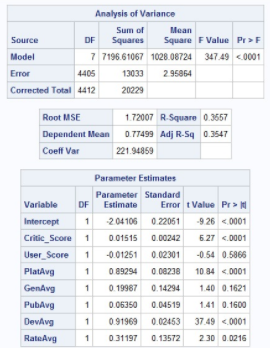 Analysis of Variance
Source DF Sum of Squares Mean Square F Value Pr > F
Model 7 7196.61067 1028.08724 347.49 <.0001
Error 4405 13033 2.95864
Corrected Total 4412 20229
Root MSE 1.72007 R-Square 0.3557
Dependent Mean 0.77499 Adj R-Sq 0.3547
Coeff Var 221.94859
Parameter Estimates
Variable DF Parameter Estimate Standard Error t Value Pr > |t|
Intercept 1 -2.04106 0.22051 -9.26 <.0001
Critic_Score 1 0.01515 0.00242 6.27 <.0001
User_Score 1 -0.01251 0.02301 -0.54 0.5866
PlatAvg 1 0.89294 0.08238 10.84 <.0001
GenAvg 1 0.19987 0.14294 1.40 0.1621
PubAvg 1 0.06350 0.04519 1.41 0.1600
DevAvg 1 0.91969 0.02453 37.49 <.0001
RateAvg 1 0.31197 0.13572 2.30 0.0216